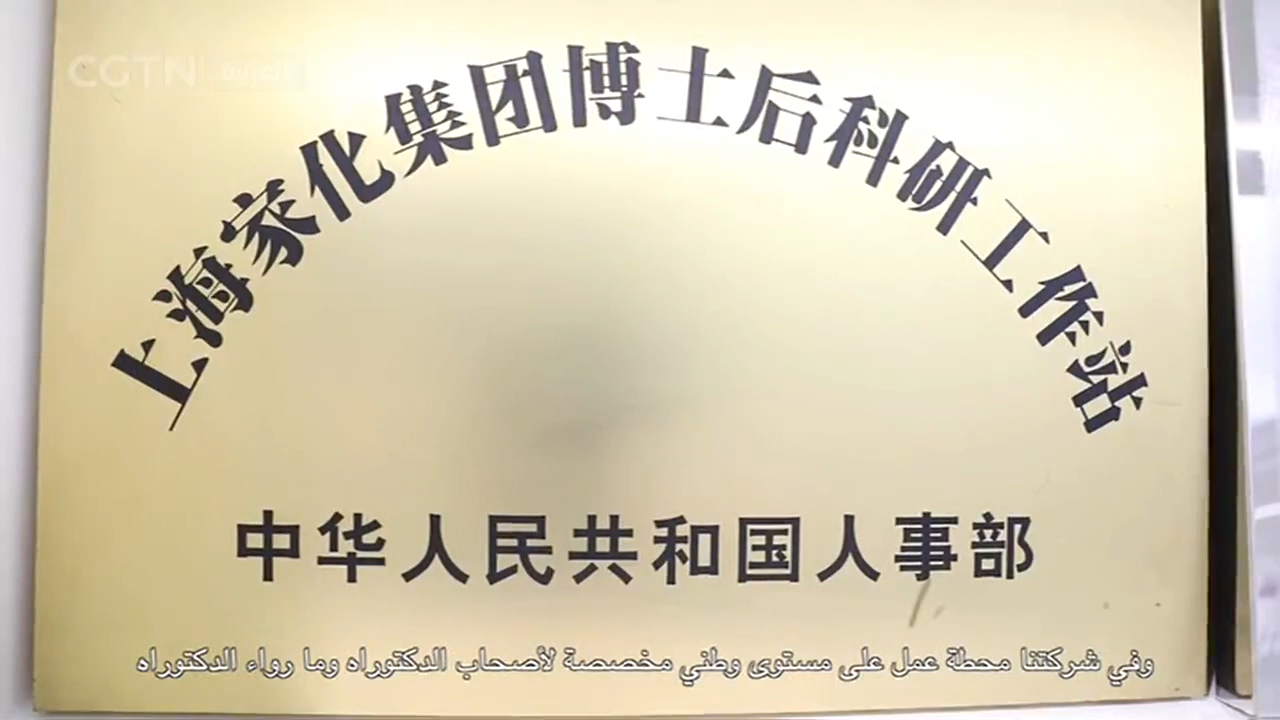 CGTN العربية
上海家化集团博士后科研工作站
中华人民共和国人事部
وفي شركتنا محطة عمل على مستوى وطني مخصصة لأصحاب الدكتوراه وما رواء الدكتوراه